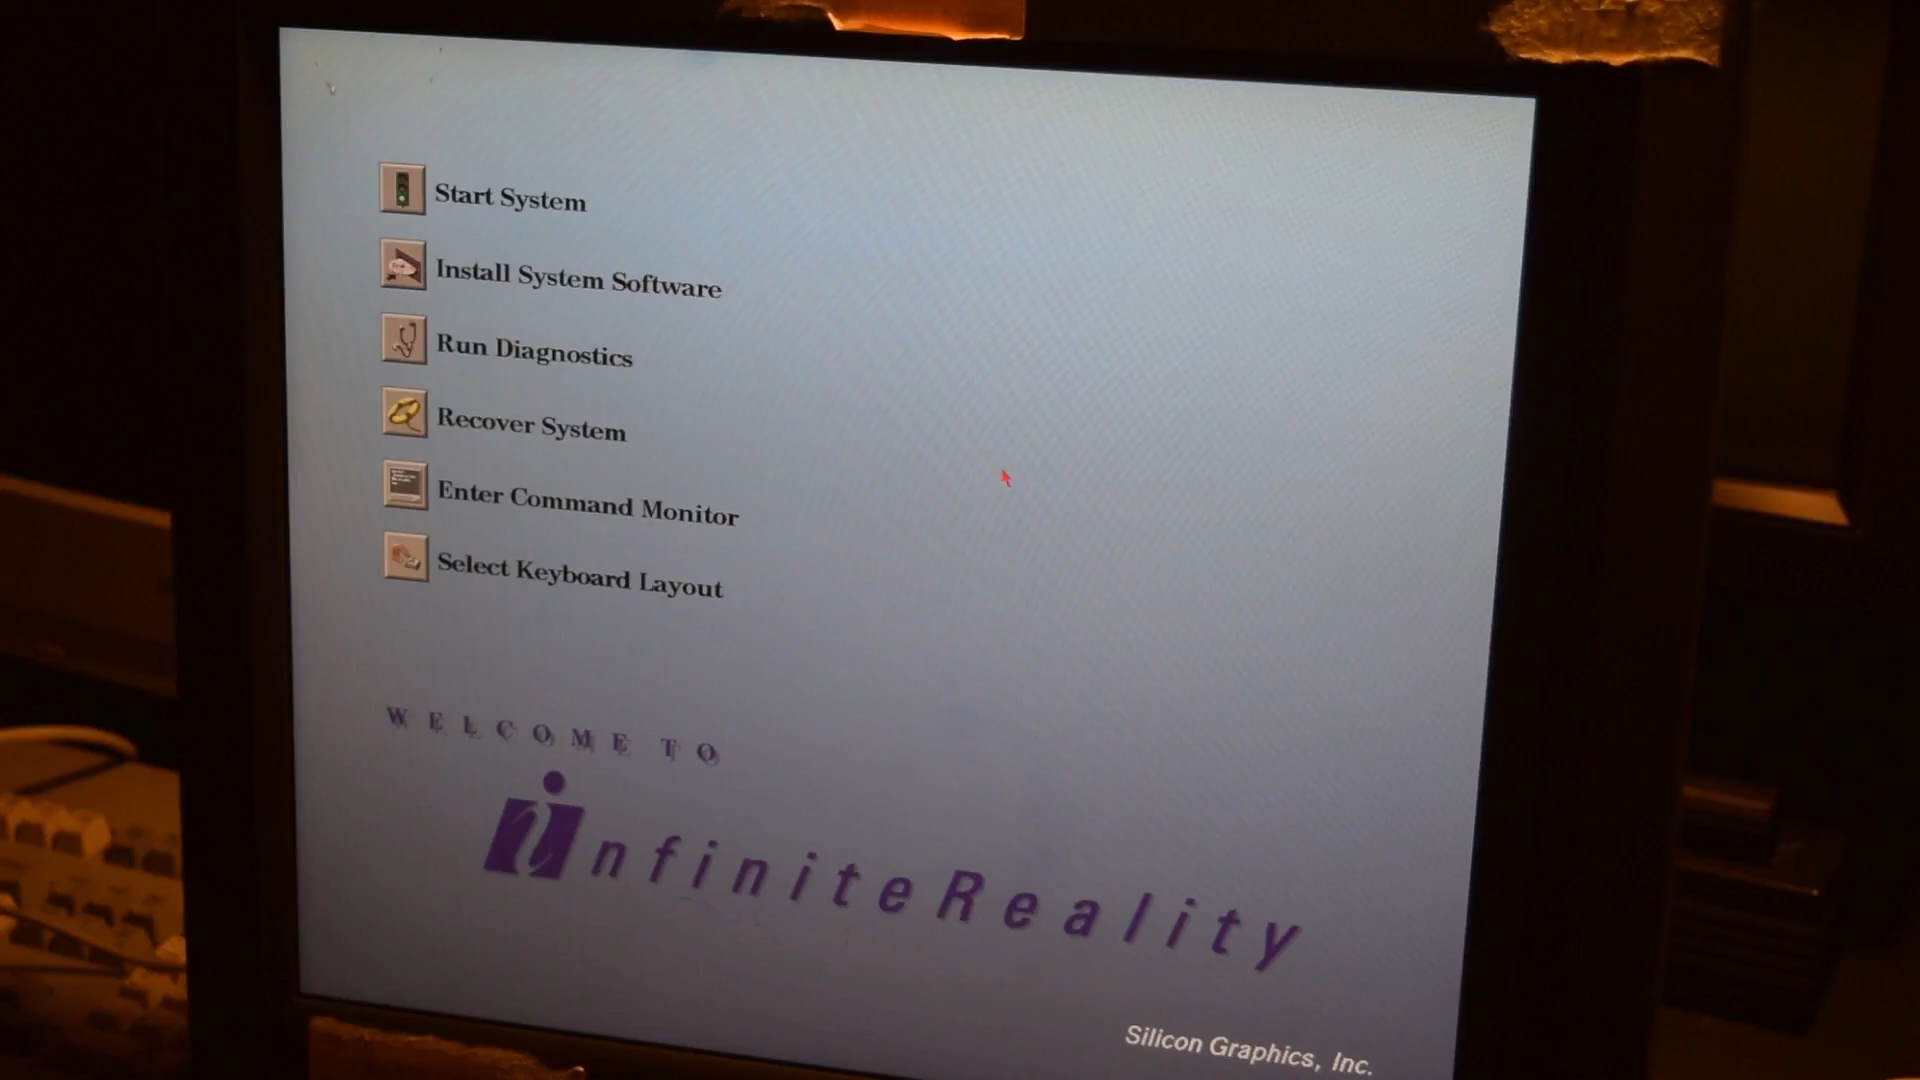 Start System
Install System Software
Run Diagnostics
Recover System
Enter Command Monitor
Select Keyboard Layout
WELCOME TO
infiniteReality
Silicon Graphics, Inc.